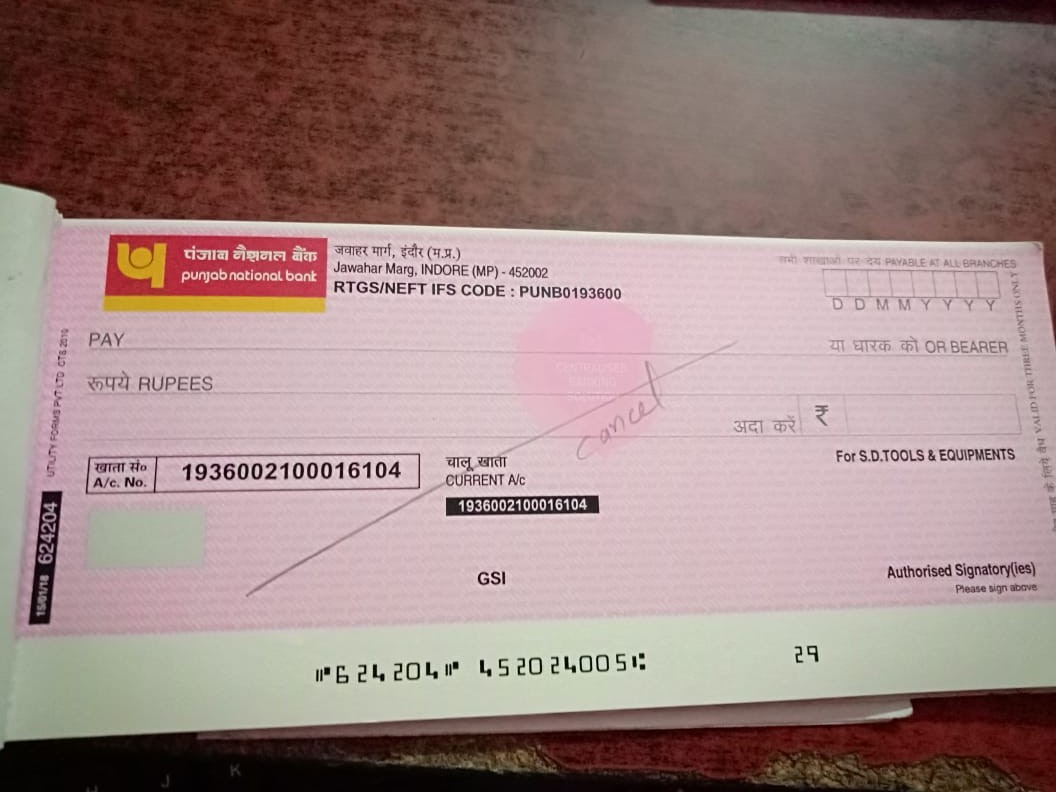 पंजाब नैशनल बैंक
punjab national bank
जवाहर मार्ग, इंदौर (म.प्र.)
Jawahar Marg, INDORE (MP) - 452002
RTGS/NEFT IFS CODE : PUNB0193600
सभी शाखाओं पर देय PAYABLE AT ALL BRANCHES
D D M M Y Y Y Y
PAY
या धारक को OR BEARER
रूपये RUPEES
CENTRALISED
BANKING
cancel
अदा करें ₹
खाता सं०
A/c. No.
1936002100016104
चालू खाता
CURRENT A/c
1936002100016104
For S.D.TOOLS & EQUIPMENTS
GSI
Authorised Signatory(ies)
Please sign above
UTILITY FORMS PVT LTD CTS 2010
15/01/18 624204
के लिये वैध VALID FOR THREE MONTHS ONLY
⑈624204⑈ 452024005⑆ 29
J K